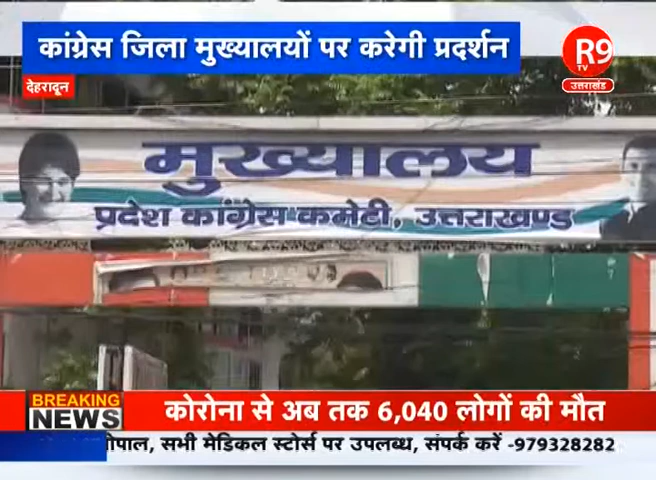 कांग्रेस जिला मुख्यालयों पर करेगी प्रदर्शन
R9
TV
उत्तराखंड
देहरादून
मुख्यालय
प्रदेश कांग्रेस कमेटी, उत्तराखण्ड
BREAKING
NEWS
कोरोना से अब तक 6,040 लोगों की मौत
सभी मेडिकल स्टोर्स पर उपलब्ध, संपर्क करें -979328282